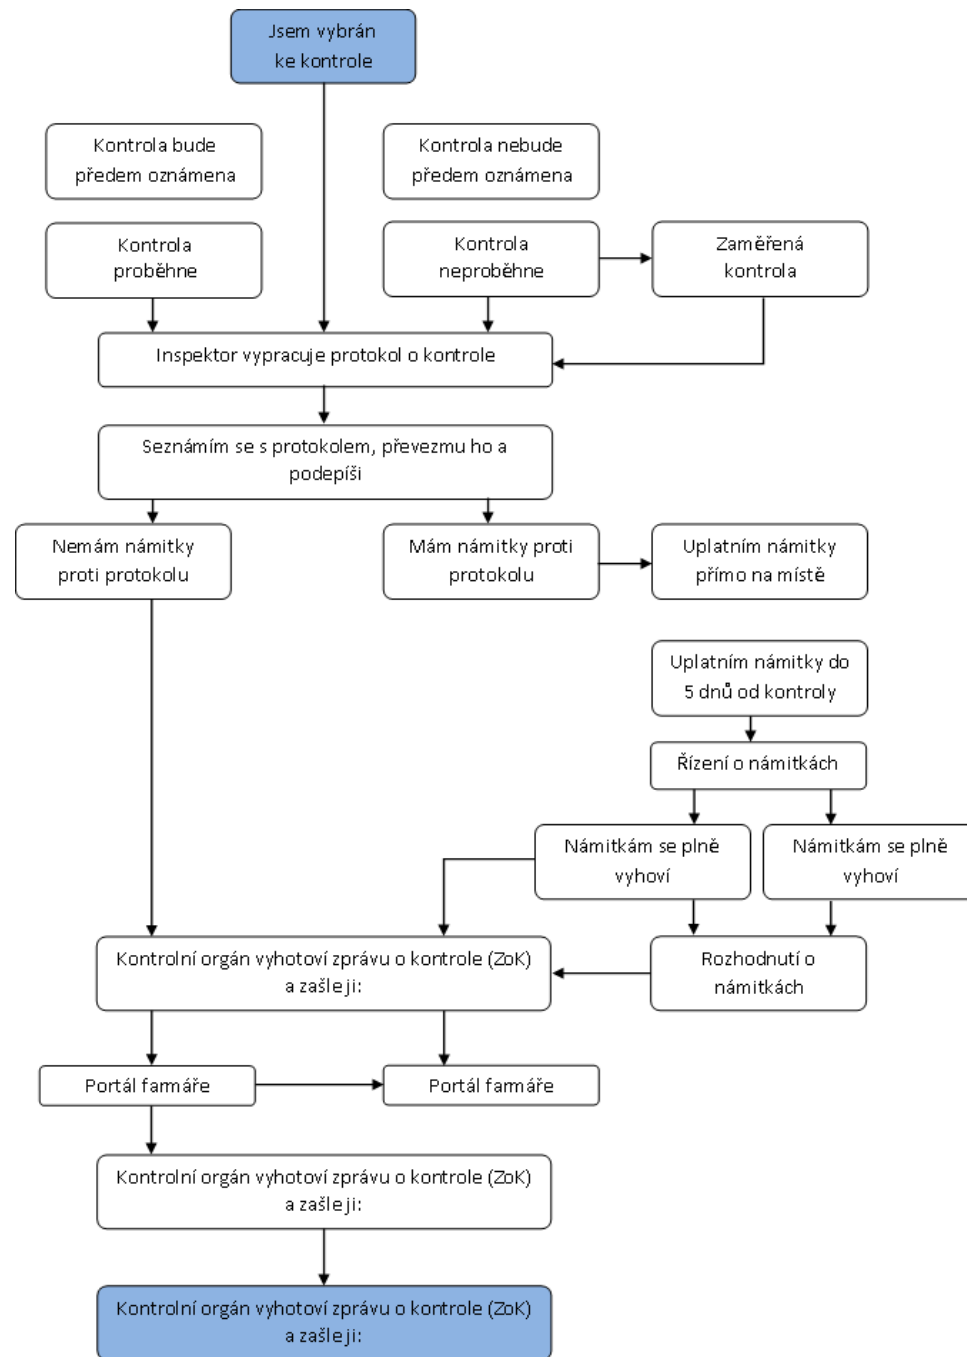 Jsem vybrán
ke kontrole
Kontrola bude
předem oznámena
Kontrola nebude
předem oznámena
Kontrola
proběhne
Kontrola
neproběhne
Zaměřená
kontrola
Inspektor vypracuje protokol o kontrole
Seznámím se s protokolem, převezmu ho a
podepíši
Nemám námitky
proti protokolu
Mám námitky proti
protokolu
Uplatním námitky
přímo na místě
Uplatním námitky do
5 dnů od kontroly
Řízení o námitkách
Námitkám se plně
vyhoví
Námitkám se plně
vyhoví
Kontrolní orgán vyhotoví zprávu o kontrole (ZoK)
a zašle ji:
Rozhodnutí o
námitkách
Portál farmáře
Portál farmáře
Kontrolní orgán vyhotoví zprávu o kontrole (ZoK)
a zašle ji:
Kontrolní orgán vyhotoví zprávu o kontrole (ZoK)
a zašle ji: